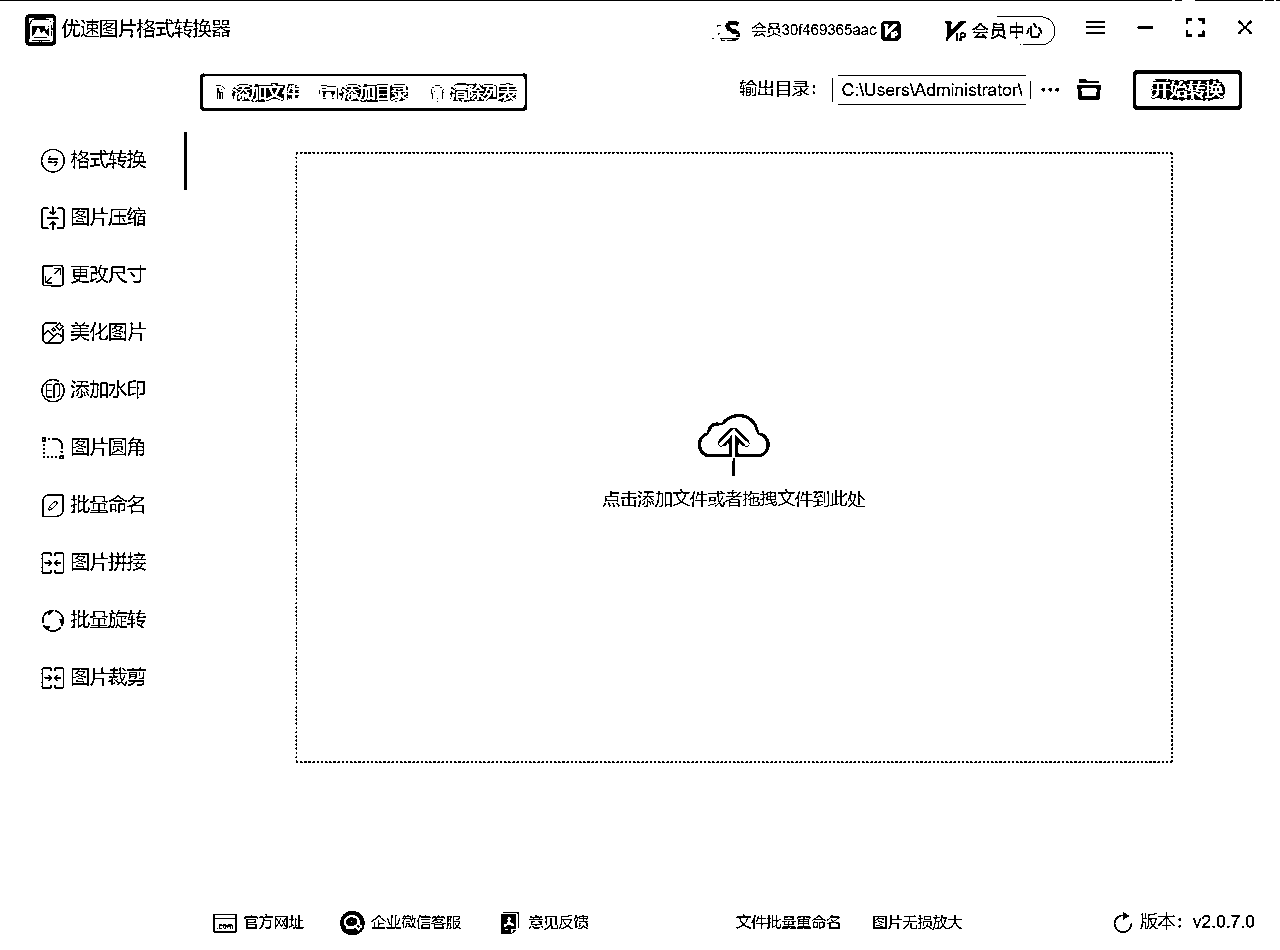 优速图片格式转换器
会员30f469365aac
VIP 会员中心
添加文件 添加目录 清除列表
输出目录： C:\Users\Administrator\ ... 开始转换
格式转换
图片压缩
更改尺寸
美化图片
添加水印
图片圆角
批量命名
图片拼接
批量旋转
图片裁剪
点击添加文件或者拖拽文件到此处
官方网址 企业微信客服 意见反馈 文件批量重命名 图片无损放大 版本：v2.0.7.0